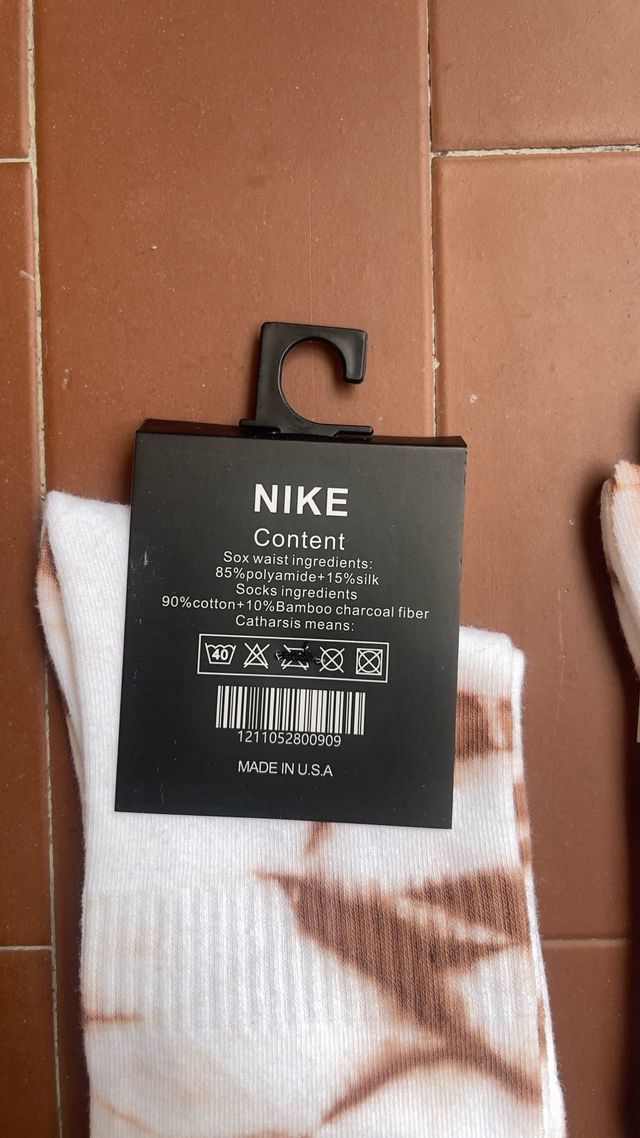 NIKE
Content
Sox waist ingredients:
85%polyamide+15%silk
Socks ingredients
90%cotton+10%Bamboo charcoal fiber
Catharsis means:
40
1211052800909
MADE IN U.S.A